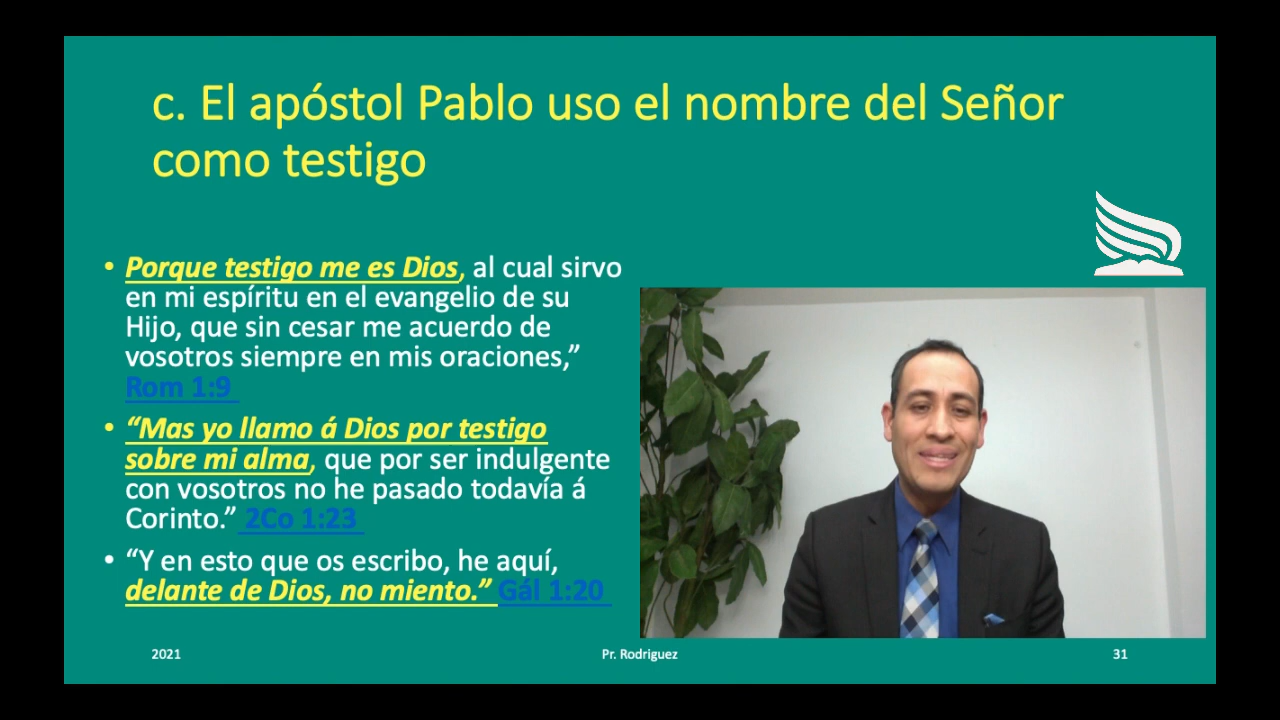 c. El apóstol Pablo uso el nombre del Señor
como testigo
• Porque testigo me es Dios, al cual sirvo
en mi espíritu en el evangelio de su
Hijo, que sin cesar me acuerdo de
vosotros siempre en mis oraciones,”
Rom 1:9
• “Mas yo llamo á Dios por testigo
sobre mi alma, que por ser indulgente
con vosotros no he pasado todavía á
Corinto.” 2Co 1:23
• “Y en esto que os escribo, he aquí,
delante de Dios, no miento.” Gál 1:20
2021
Pr. Rodriguez
31